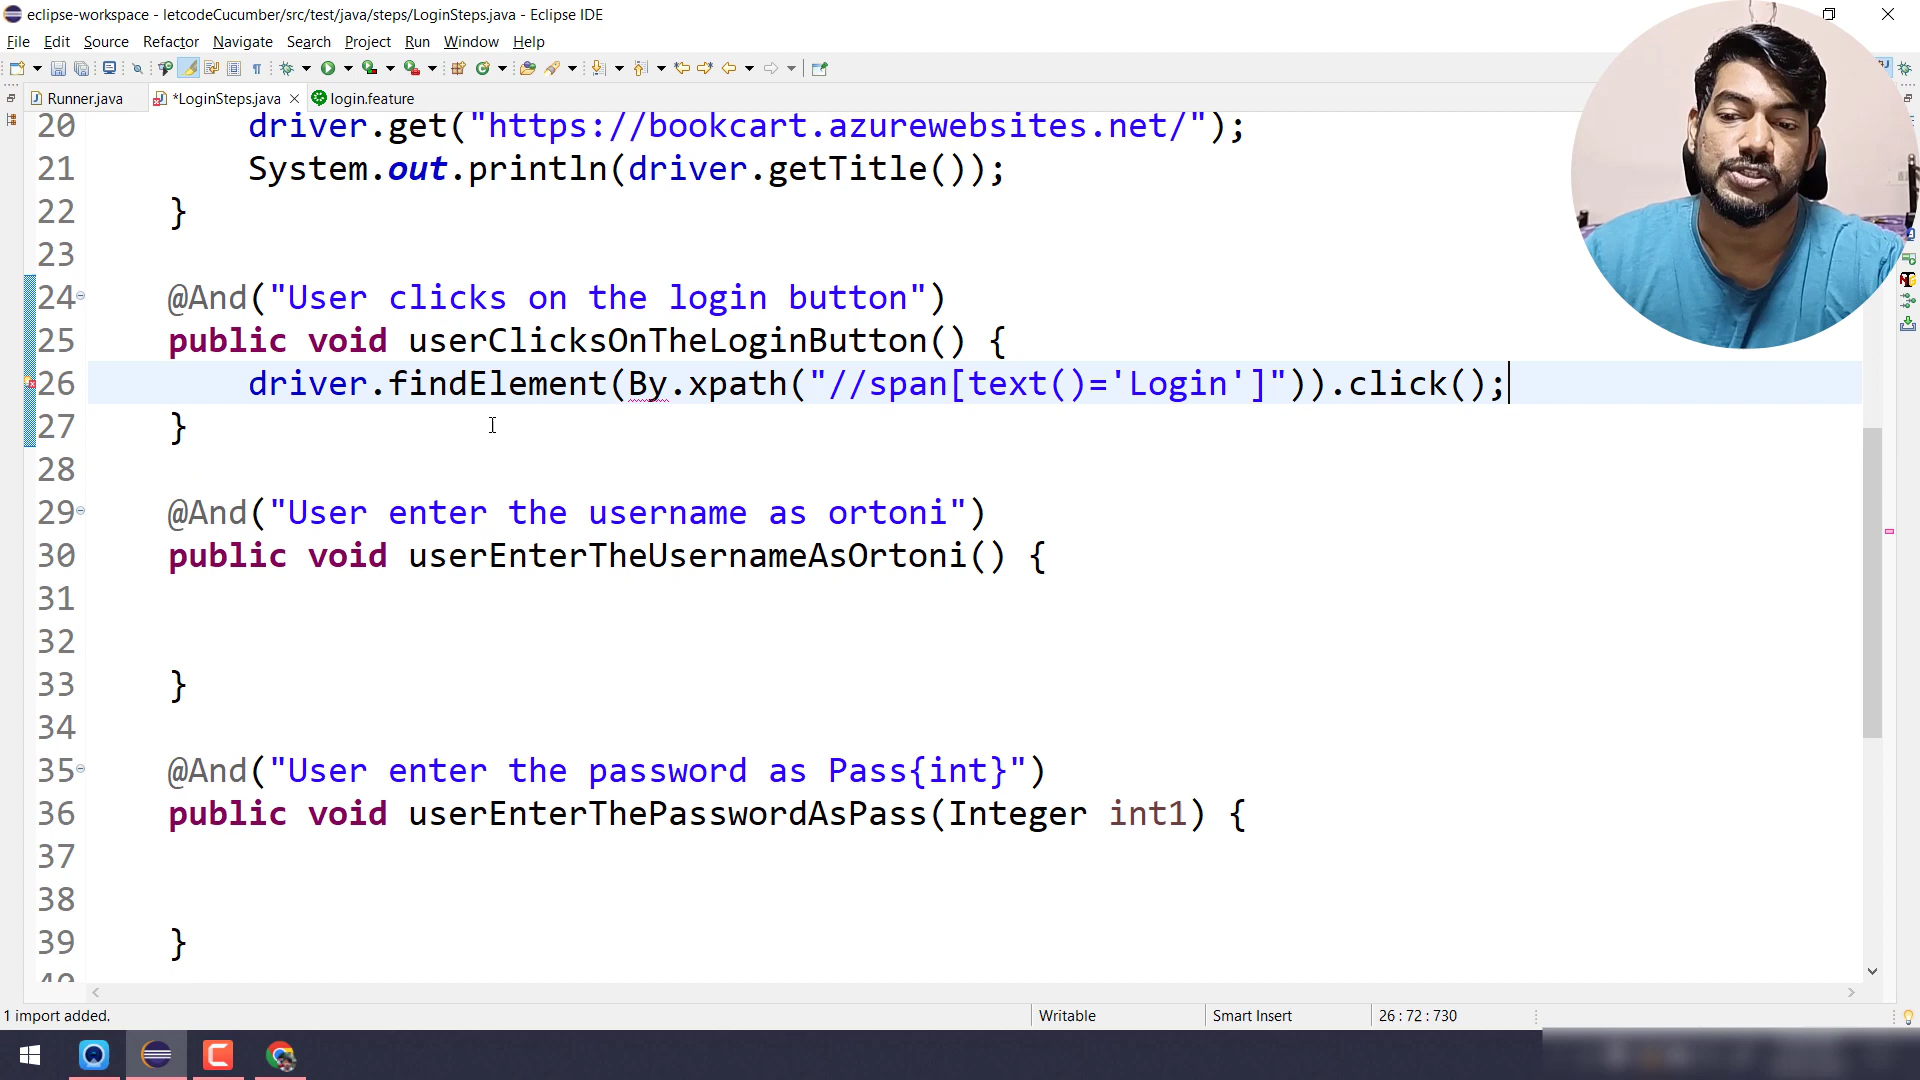 eclipse-workspace - letcodeCucumber/src/test/java/steps/LoginSteps.java - Eclipse IDE
File Edit Source Refactor Navigate Search Project Run Window Help
Runner.java *LoginSteps.java login.feature
20 driver.get("https://bookcart.azurewebsites.net/");
21 System.out.println(driver.getTitle());
22 }
23
24 @And("User clicks on the login button")
25 public void userClicksOnTheLoginButton() {
26 driver.findElement(By.xpath("//span[text()='Login']")).click();
27 }
28
29 @And("User enter the username as ortoni")
30 public void userEnterTheUsernameAsOrtoni() {
31
32
33 }
34
35 @And("User enter the password as Pass{int}")
36 public void userEnterThePasswordAsPass(Integer int1) {
37
38
39 }
40
1 import added. Writable Smart Insert 26 : 72 : 730